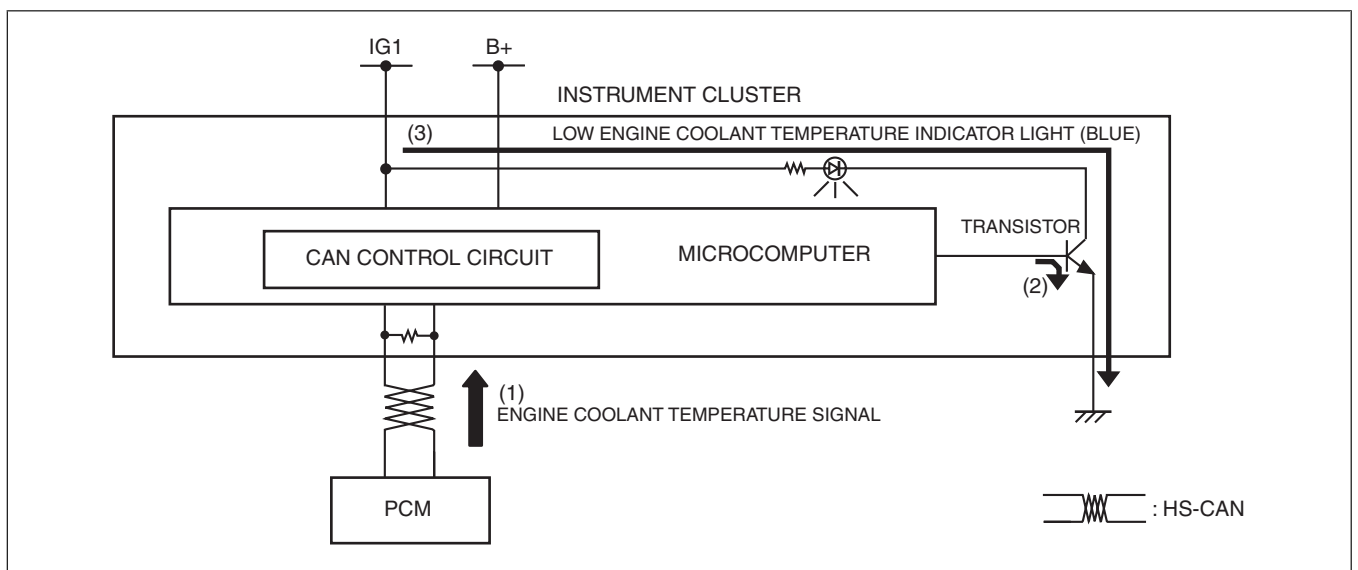 IG1 B+
INSTRUMENT CLUSTER
(3) LOW ENGINE COOLANT TEMPERATURE INDICATOR LIGHT (BLUE)
TRANSISTOR
CAN CONTROL CIRCUIT MICROCOMPUTER
(2)
(1)
ENGINE COOLANT TEMPERATURE SIGNAL
PCM : HS-CAN